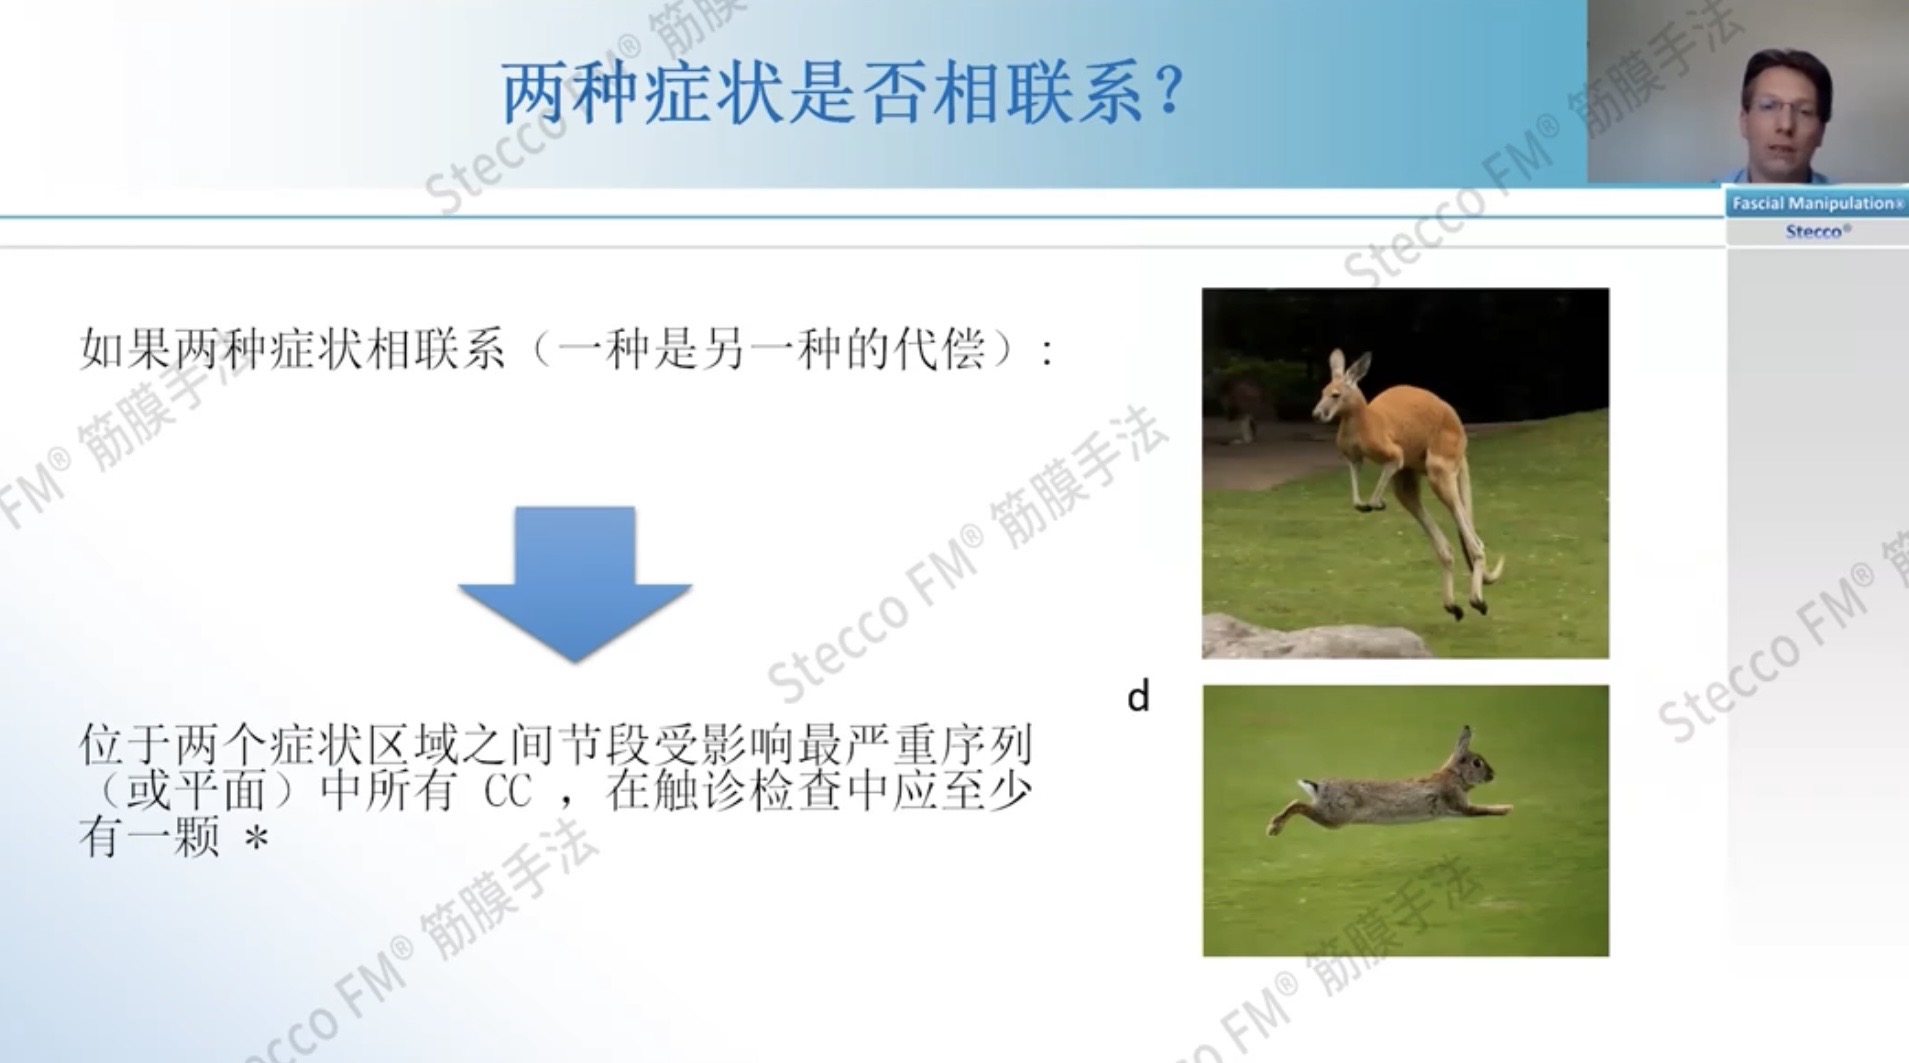 两种症状是否相联系？
Fascial Manipulation®
Stecco®
如果两种症状相联系（一种是另一种的代偿）：
d
位于两个症状区域之间节段受影响最严重序列
（或平面）中所有 CC ，在触诊检查中应至少
有一颗 *
Stecco FM® 筋膜手法
Stecco FM® 筋膜手法
FM® 筋膜手法
Stecco FM® 筋膜手法
Stecco FM® 筋
ecco FM® 筋膜手法
co FM® 筋膜手法